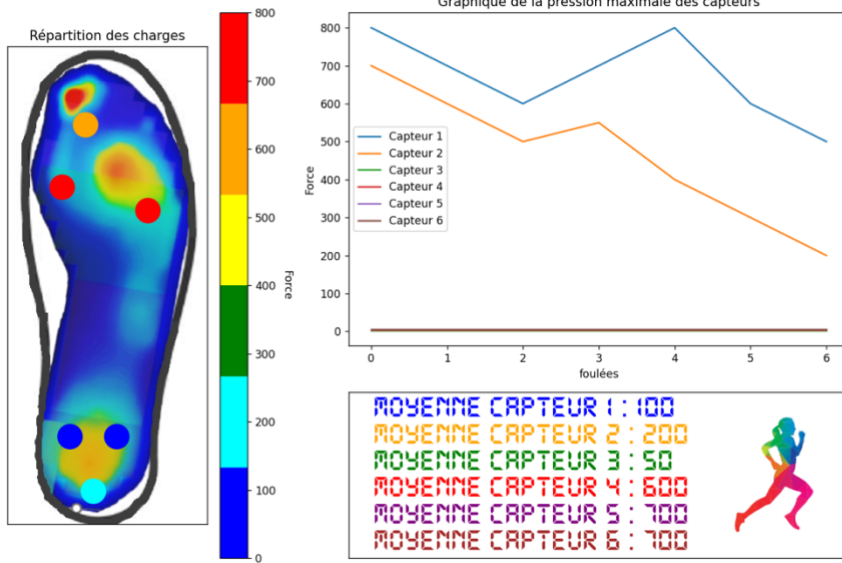 Répartition des charges
800
700
600
500
400
300
200
100
0
Force
Graphique de la pression maximale des capteurs
800
700
600
500
400
300
200
100
0
Force
Capteur 1
Capteur 2
Capteur 3
Capteur 4
Capteur 5
Capteur 6
0 1 2 3 4 5 6
foulées
MOYENNE CAPTEUR 1 : 100
MOYENNE CAPTEUR 2 : 200
MOYENNE CAPTEUR 3 : 50
MOYENNE CAPTEUR 4 : 600
MOYENNE CAPTEUR 5 : 700
MOYENNE CAPTEUR 6 : 700